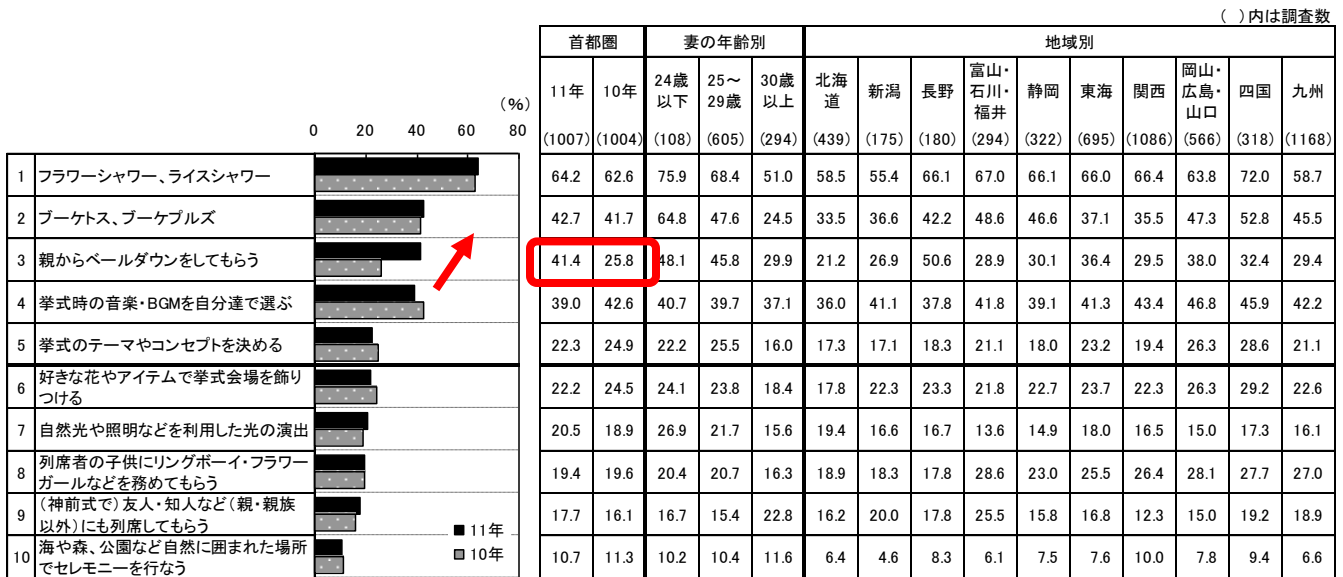 ( )内は調査数
首都圏 妻の年齢別 地域別
11年 10年 24歳以下 25～29歳 30歳以上 北海道 新潟 長野 富山・石川・福井 静岡 東海 関西 岡山・広島・山口 四国 九州
(%)
0 20 40 60 80
(1007) (1004) (108) (605) (294) (439) (175) (180) (294) (322) (695) (1086) (566) (318) (1168)
1 フラワーシャワー、ライスシャワー 64.2 62.6 75.9 68.4 51.0 58.5 55.4 66.1 67.0 66.1 66.0 66.4 63.8 72.0 58.7
2 ブーケトス、ブーケプルズ 42.7 41.7 64.8 47.6 24.5 33.5 36.6 42.2 48.6 46.6 37.1 35.5 47.3 52.8 45.5
3 親からベールダウンをしてもらう 41.4 25.8 48.1 45.8 29.9 21.2 26.9 50.6 28.9 30.1 36.4 29.5 38.0 32.4 29.4
4 挙式時の音楽・BGMを自分達で選ぶ 39.0 42.6 40.7 39.7 37.1 36.0 41.1 37.8 41.8 39.1 41.3 43.4 46.8 45.9 42.2
5 挙式のテーマやコンセプトを決める 22.3 24.9 22.2 25.5 16.0 17.3 17.1 18.3 21.1 18.0 23.2 19.4 26.3 28.6 21.1
6 好きな花やアイテムで挙式会場を飾り
つける 22.2 24.5 24.1 23.8 18.4 17.8 22.3 23.3 21.8 22.7 23.7 22.3 26.3 29.2 22.6
7 自然光や照明などを利用した光の演出 20.5 18.9 26.9 21.7 15.6 19.4 16.6 16.7 13.6 14.9 18.0 16.5 15.0 17.3 16.1
8 列席者の子供にリングボーイ・フラワー
ガールなどを務めてもらう 19.4 19.6 20.4 20.7 16.3 18.9 18.3 17.8 28.6 23.0 25.5 26.4 28.1 27.7 27.0
9 (神前式で)友人・知人など(親・親族
以外)にも列席してもらう 17.7 16.1 16.7 15.4 22.8 16.2 20.0 17.8 25.5 15.8 16.8 12.3 15.0 19.2 18.9
10 海や森、公園など自然に囲まれた場所
でセレモニーを行なう 10.7 11.3 10.2 10.4 11.6 6.4 4.6 8.3 6.1 7.5 7.6 10.0 7.8 9.4 6.6
11年
10年